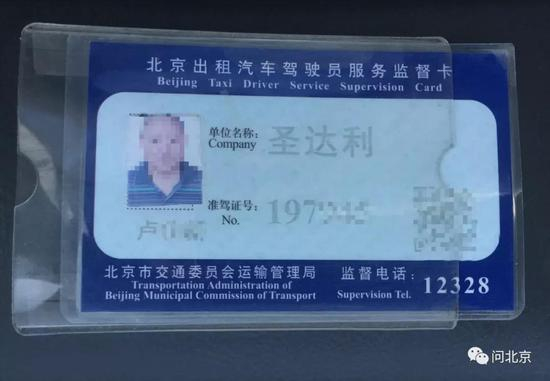 北京出租汽车驾驶员服务监督卡
Beijing Taxi Driver Service Supervision Card
单位名称：
Company 圣达利
准驾证号：
No. 197
卢
北京市交通委员会运输管理局
Transportation Administration of
Beijing Municipal Commission of Transport
监督电话：
Supervision Tel. 12328
问北京